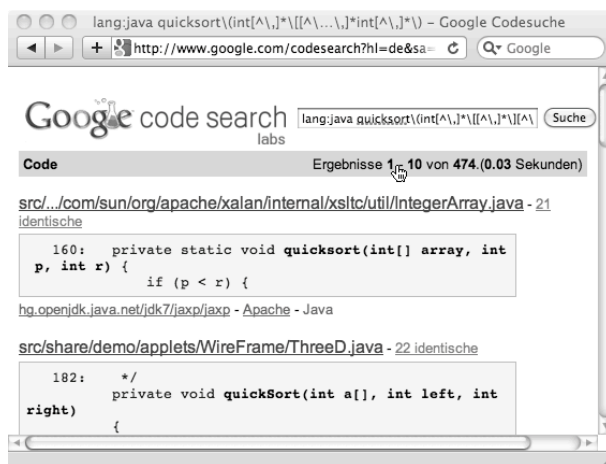 lang:java quicksort\(int[^\,]*\[[^\...\,]*int[^\,]*\) – Google Codesuche
http://www.google.com/codesearch?hl=de&sa= Google
Google code search lang:java quicksort\(int[^\,]*\[[^\,]*\][^\ Suche
labs
Code Ergebnisse 1 – 10 von 474.(0.03 Sekunden)
src/.../com/sun/org/apache/xalan/internal/xsltc/util/IntegerArray.java - 21
identische
160: private static void quicksort(int[] array, int
p, int r) {
if (p < r) {
hg.openjdk.java.net/jdk7/jaxp/jaxp - Apache - Java
src/share/demo/applets/WireFrame/ThreeD.java - 22 identische
182: */
private void quickSort(int a[], int left, int
right)
{